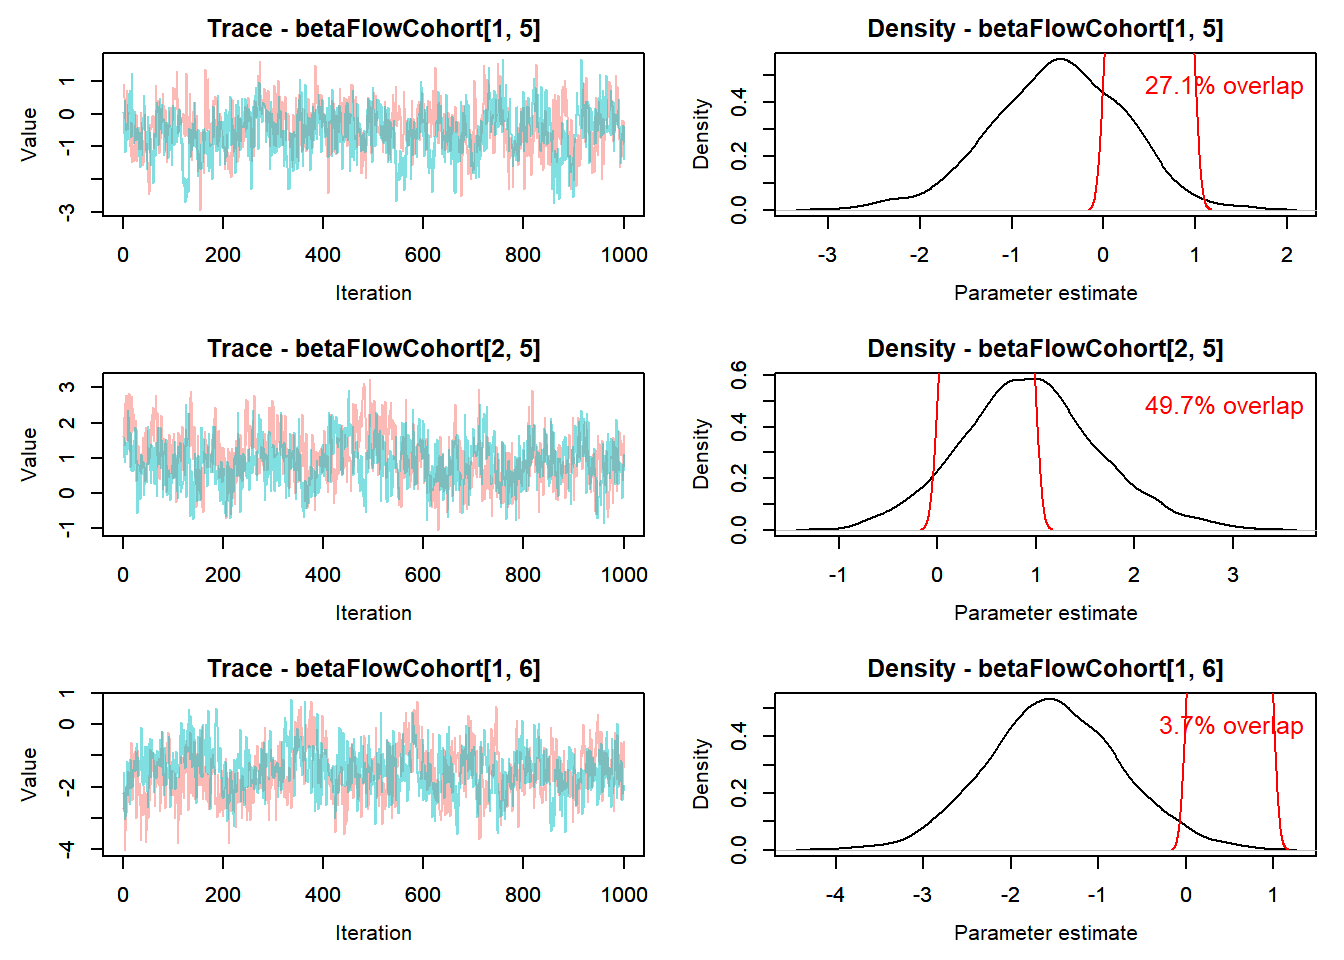 Trace - betaFlowCohort[1, 5]
Value
1
0
-1
-3
0 200 400 600 800 1000
Iteration
Density - betaFlowCohort[1, 5]
Density
0.4
0.2
0.0
27.1% overlap
-3 -2 -1 0 1 2
Parameter estimate
Trace - betaFlowCohort[2, 5]
Value
3
2
1
0
-1
0 200 400 600 800 1000
Iteration
Density - betaFlowCohort[2, 5]
Density
0.6
0.4
0.2
0.0
49.7% overlap
-1 0 1 2 3
Parameter estimate
Trace - betaFlowCohort[1, 6]
Value
1
0
-2
-4
0 200 400 600 800 1000
Iteration
Density - betaFlowCohort[1, 6]
Density
0.4
0.2
0.0
3.7% overlap
-4 -3 -2 -1 0 1
Parameter estimate